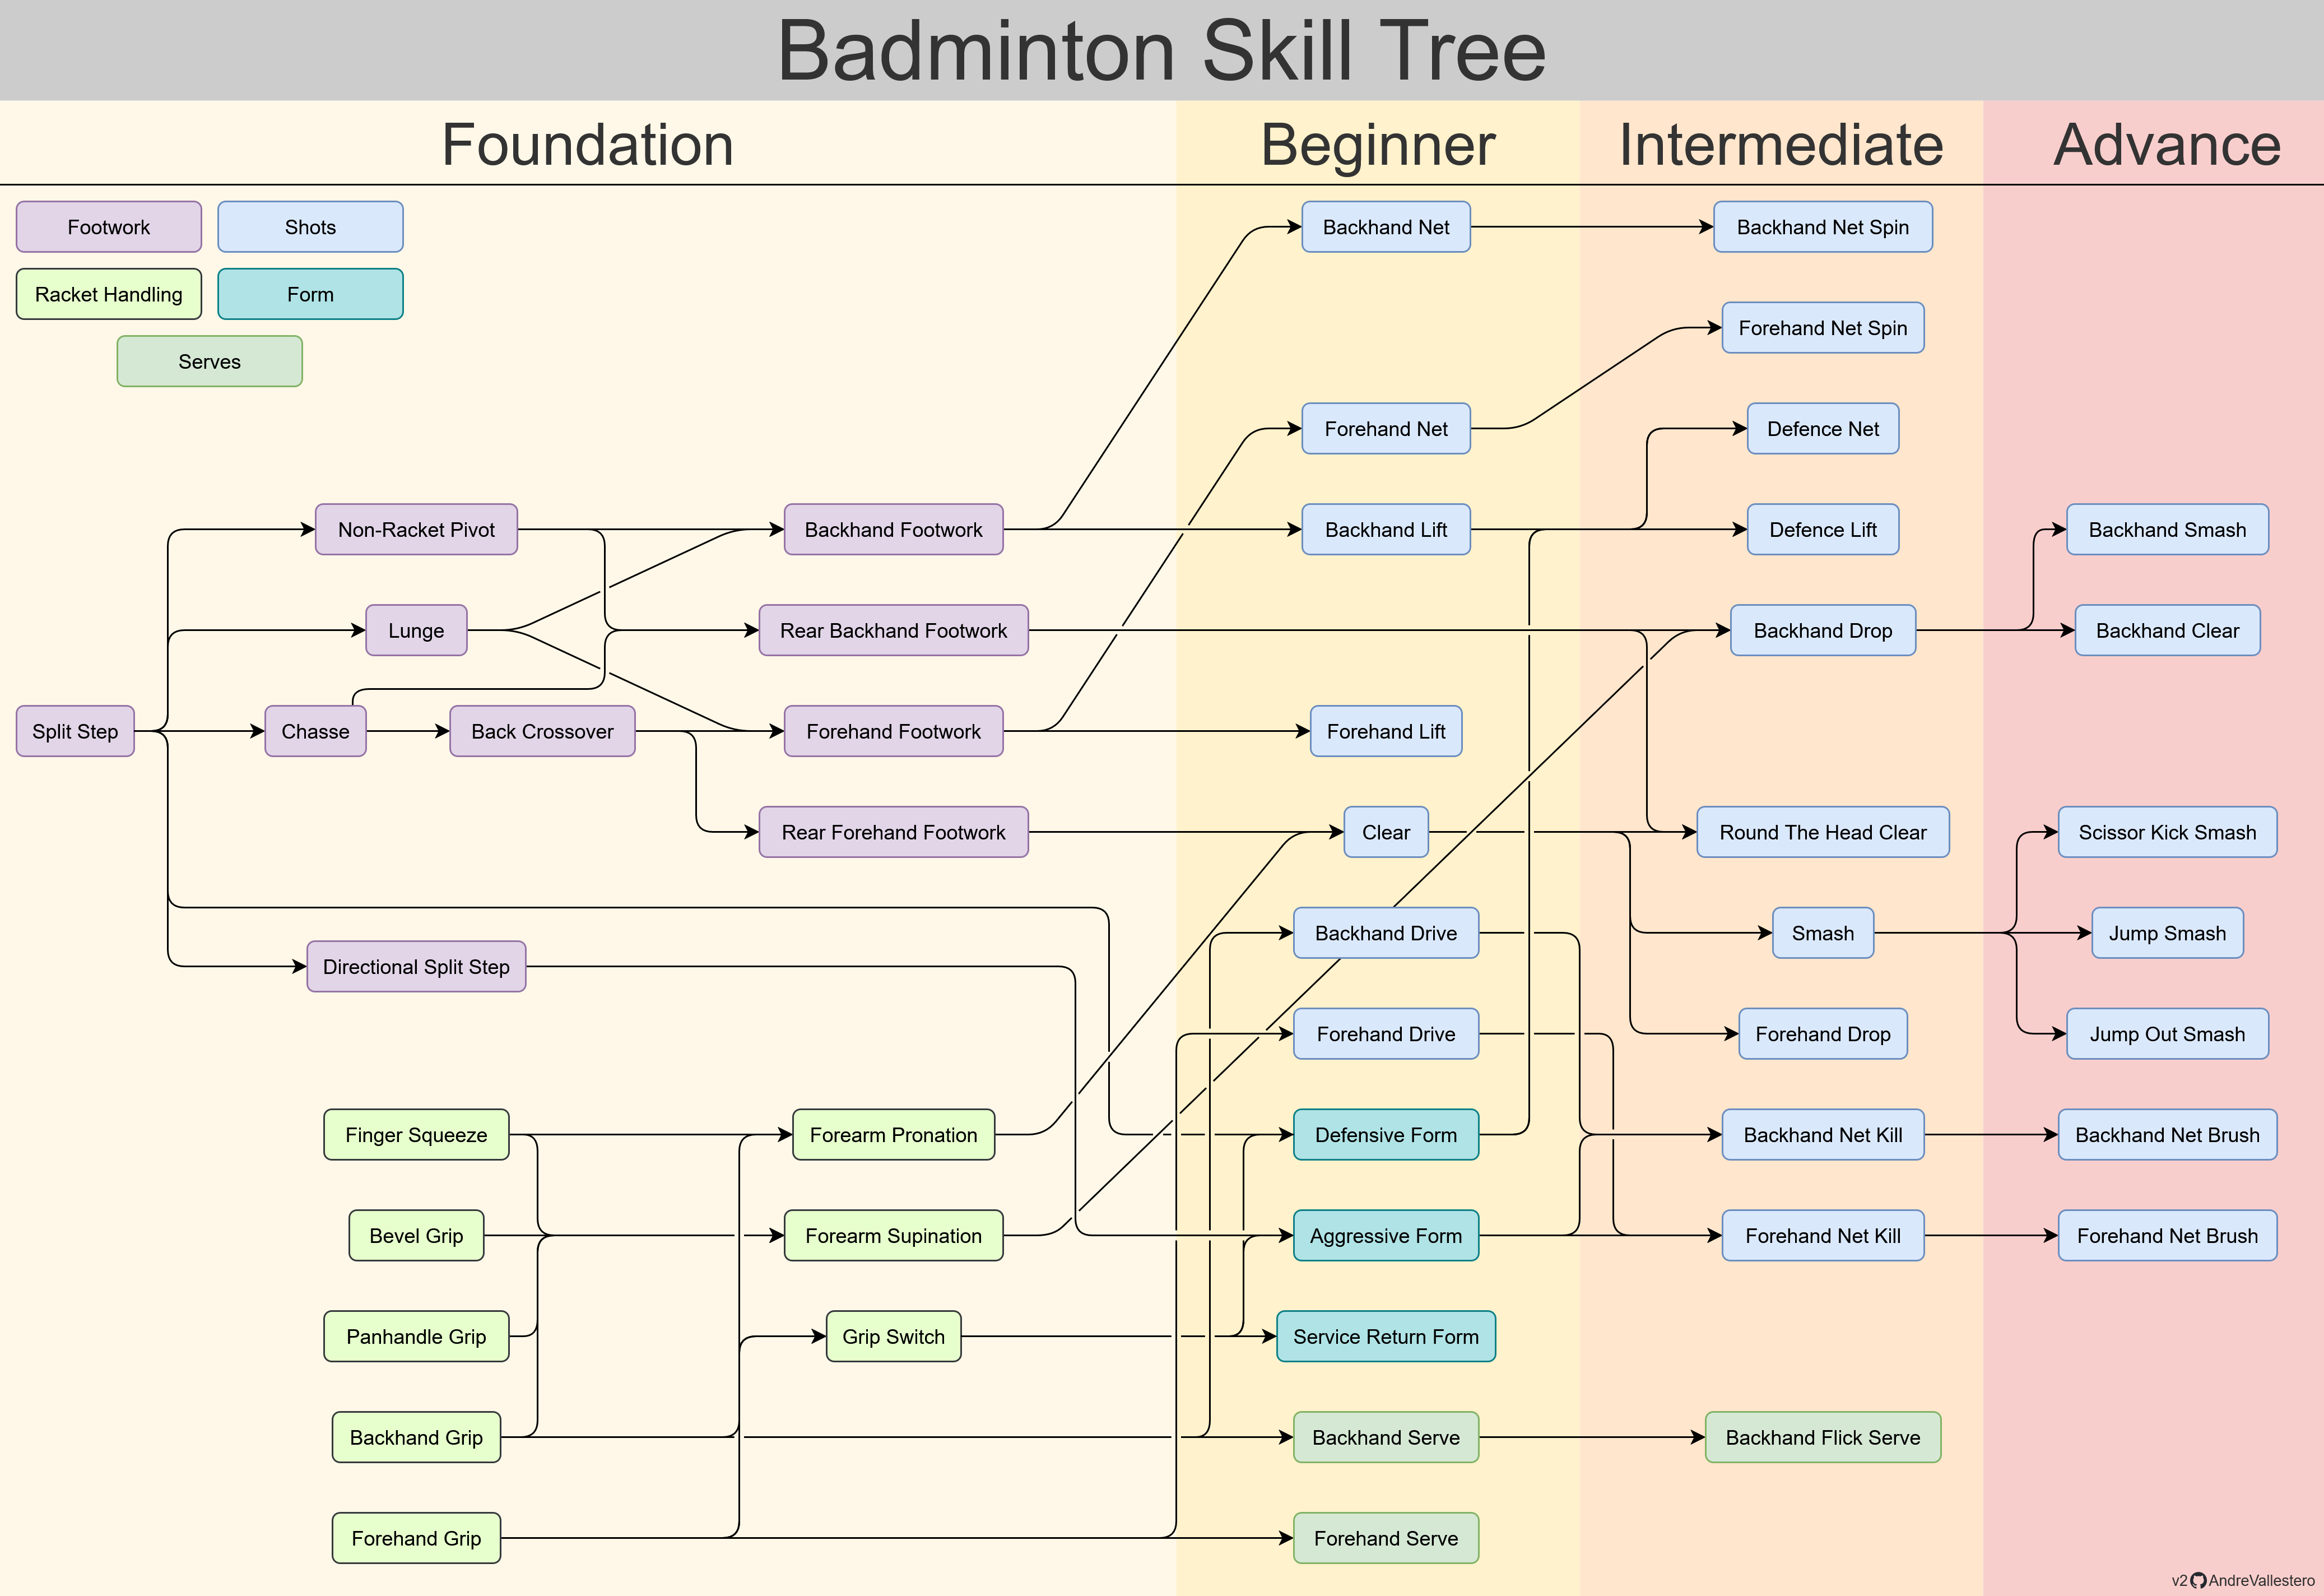 Badminton Skill Tree
Foundation
Beginner
Intermediate
Advance
Footwork
Shots
Racket Handling
Form
Serves
Backhand Net
Backhand Net Spin
Forehand Net Spin
Forehand Net
Defence Net
Non-Racket Pivot
Backhand Footwork
Backhand Lift
Defence Lift
Backhand Smash
Lunge
Rear Backhand Footwork
Backhand Drop
Backhand Clear
Split Step
Chasse
Back Crossover
Forehand Footwork
Forehand Lift
Rear Forehand Footwork
Clear
Round The Head Clear
Scissor Kick Smash
Backhand Drive
Smash
Jump Smash
Directional Split Step
Forehand Drive
Forehand Drop
Jump Out Smash
Finger Squeeze
Forearm Pronation
Defensive Form
Backhand Net Kill
Backhand Net Brush
Bevel Grip
Forearm Supination
Aggressive Form
Forehand Net Kill
Forehand Net Brush
Panhandle Grip
Grip Switch
Service Return Form
Backhand Grip
Backhand Serve
Backhand Flick Serve
Forehand Grip
Forehand Serve
v2 AndreVallestero